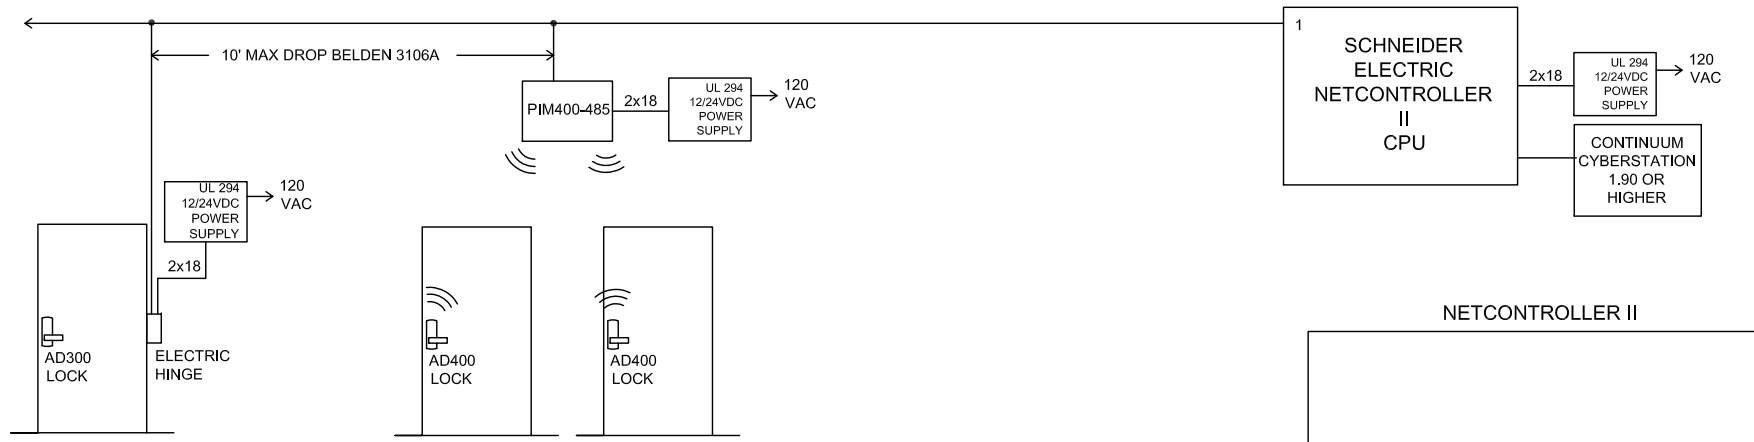 10' MAX DROP BELDEN 3106A
1
SCHNEIDER
ELECTRIC
NETCONTROLLER
II
CPU
2x18
UL 294
12/24VDC
POWER
SUPPLY
120
VAC
CONTINUUM
CYBERSTATION
1.90 OR
HIGHER
PIM400-485
2x18
UL 294
12/24VDC
POWER
SUPPLY
120
VAC
UL 294
12/24VDC
POWER
SUPPLY
120
VAC
2x18
AD300
LOCK
ELECTRIC
HINGE
AD400
LOCK
AD400
LOCK
NETCONTROLLER II